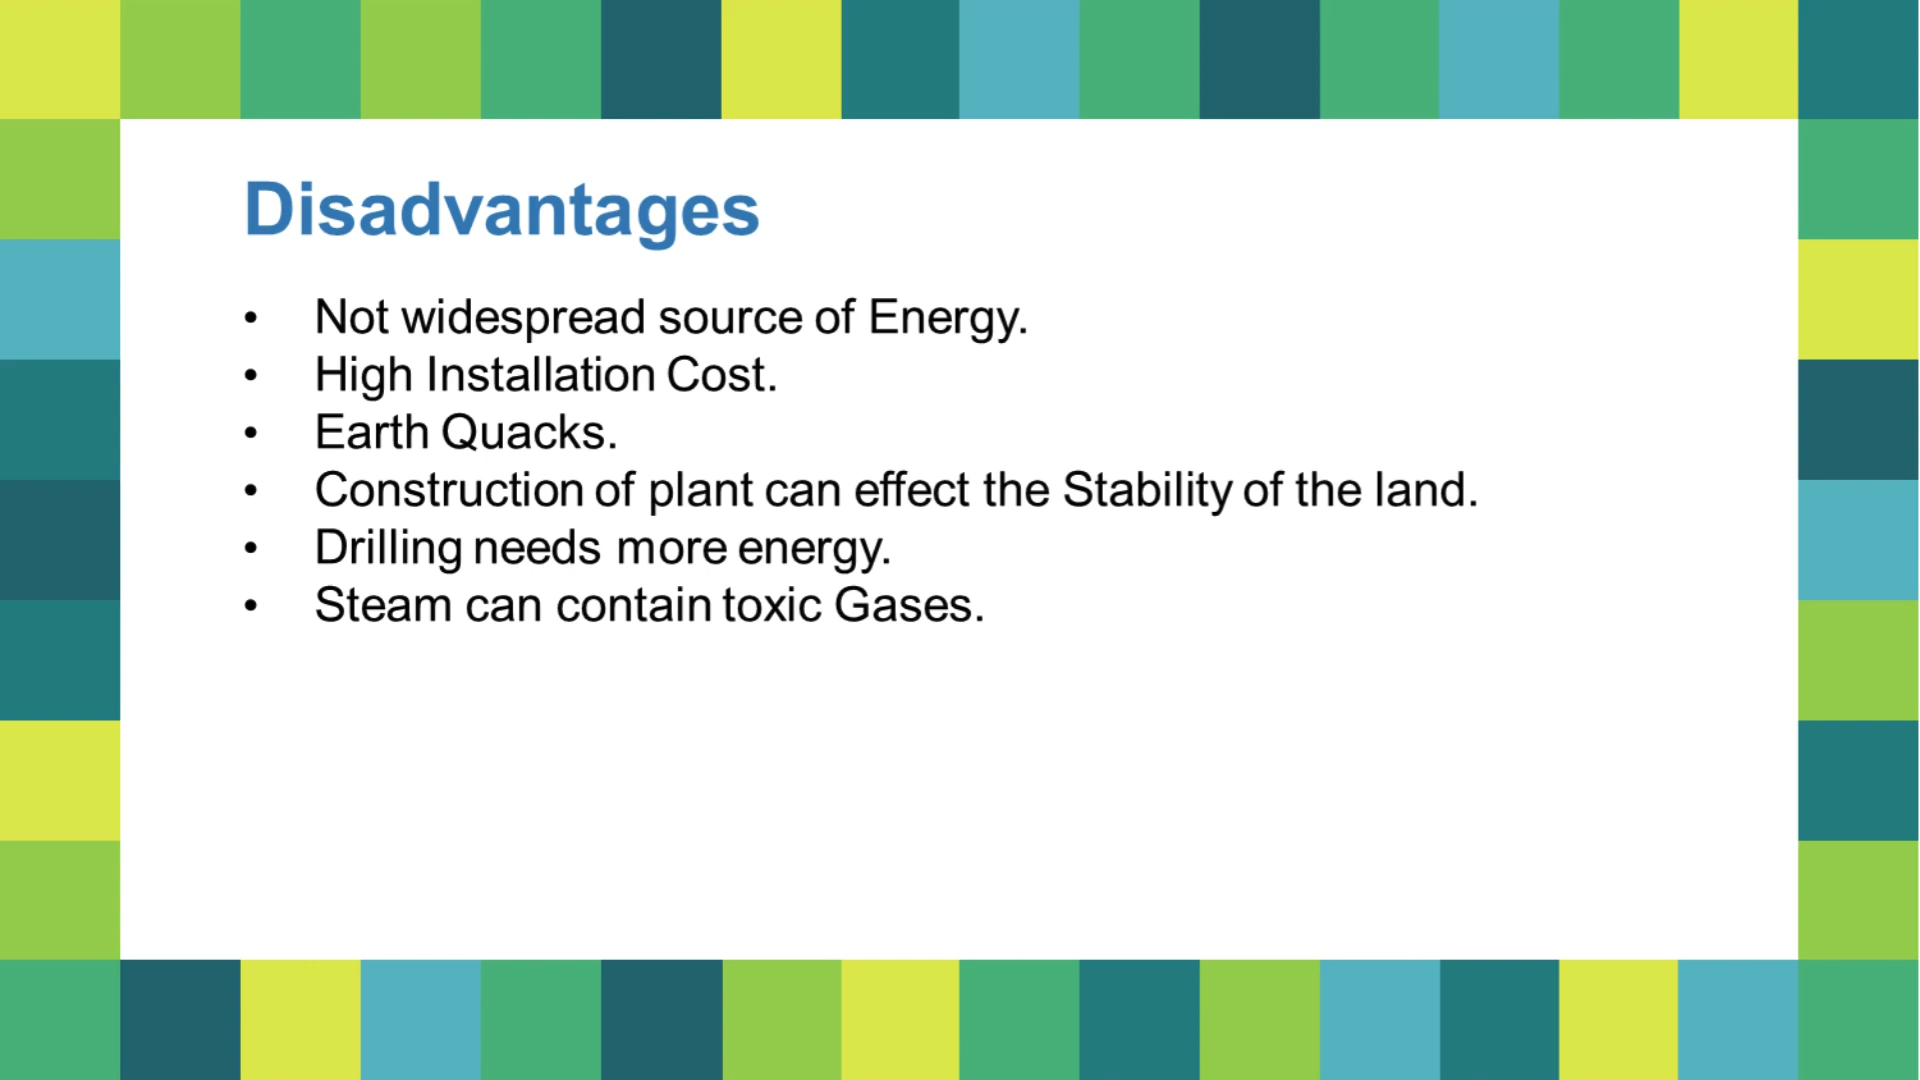 Disadvantages
• Not widespread source of Energy.
• High Installation Cost.
• Earth Quacks.
• Construction of plant can effect the Stability of the land.
• Drilling needs more energy.
• Steam can contain toxic Gases.